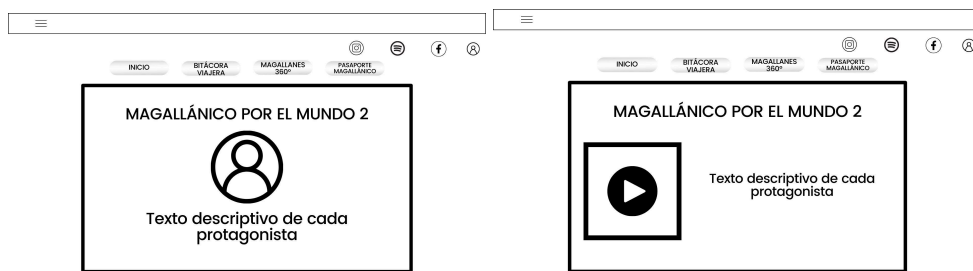 INICIO
BITÁCORA
VIAJERA
MAGALLANES
360º
PASAPORTE
MAGALLÁNICO
MAGALLÁNICO POR EL MUNDO 2
Texto descriptivo de cada
protagonista
INICIO
BITÁCORA
VIAJERA
MAGALLANES
360º
PASAPORTE
MAGALLÁNICO
MAGALLÁNICO POR EL MUNDO 2
Texto descriptivo de cada
protagonista